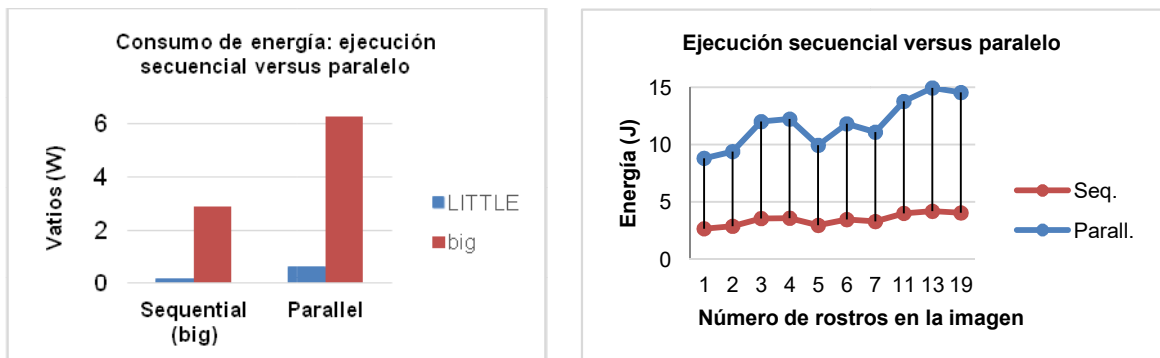 Consumo de energía: ejecución
secuencial versus paralelo
6
4
2
0
Vatios (W)
Sequential
(big)
Parallel
LITTLE
big
Ejecución secuencial versus paralelo
15
10
5
0
Energía (J)
1 2 3 4 5 6 7 11 13 19
Número de rostros en la imagen
Seq.
Parall.